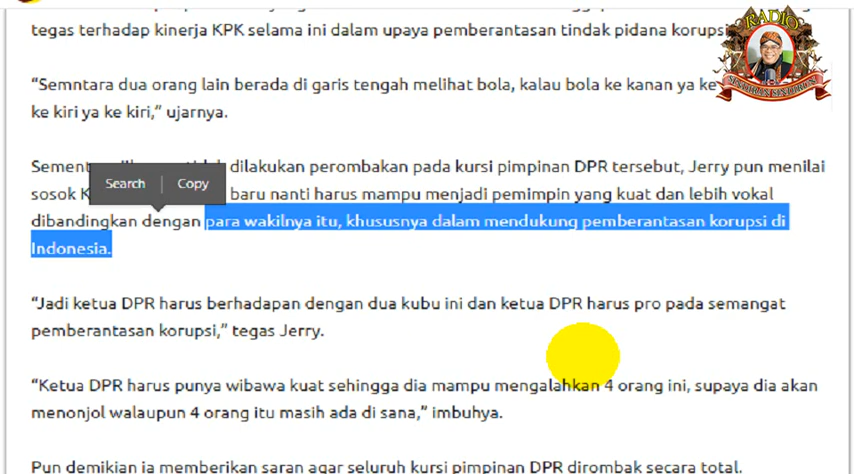 tegas terhadap kinerja KPK selama ini dalam upaya pemberantasan tindak pidana korupsi
RADIO
“Semntara dua orang lain berada di garis tengah melihat bola, kalau bola ke kanan ya ke
ke kiri ya ke kiri,” ujarnya.
dilakukan perombakan pada kursi pimpinan DPR tersebut, Jerry pun menilai
Search Copy
sosok baru nanti harus mampu menjadi pemimpin yang kuat dan lebih vokal
dibandingkan dengan para wakilnya itu, khususnya dalam mendukung pemberantasan korupsi di
Indonesia.
“Jadi ketua DPR harus berhadapan dengan dua kubu ini dan ketua DPR harus pro pada semangat
pemberantasan korupsi,” tegas Jerry.
“Ketua DPR harus punya wibawa kuat sehingga dia mampu mengalahkan 4 orang ini, supaya dia akan
menonjol walaupun 4 orang itu masih ada di sana,” imbuhya.
Pun demikian ia memberikan saran agar seluruh kursi pimpinan DPR dirombak secara total.